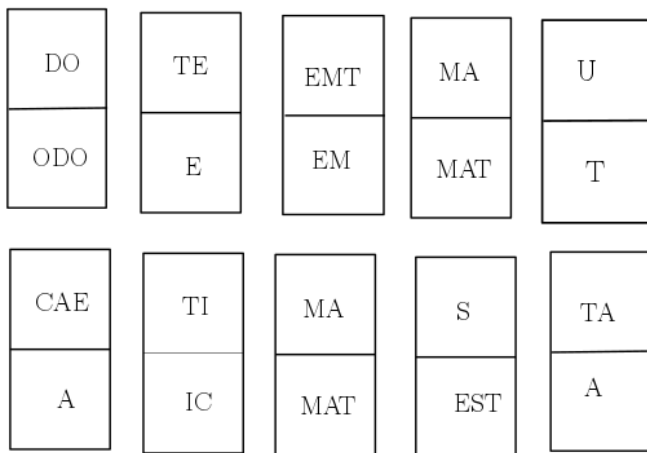 DO TE EMT MA U
ODO E EM MAT T
CAE TI MA S TA
A IC MAT EST A